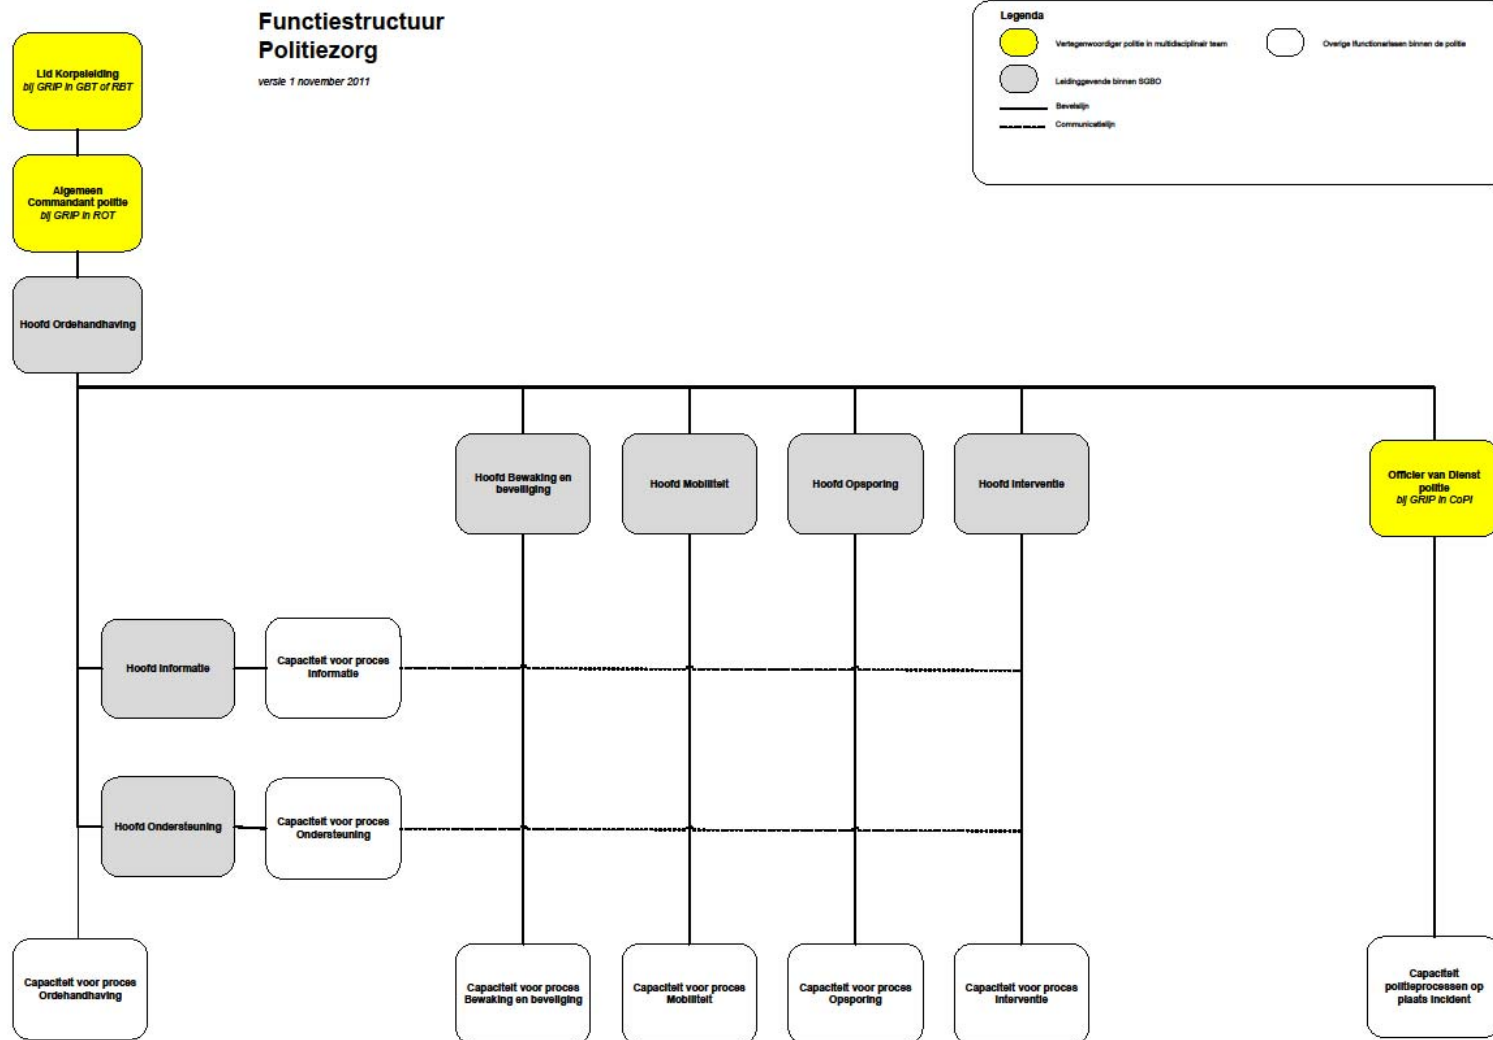 Functiestructuur
Politiezorg
versie 1 november 2011
Legenda
Vertegenwoordiger politie in multidisciplinair team
Overige lfunctionarissen binnen de politie
Leidinggevende binnen SGBO
Bevelslijn
Communicatielijn
Lid Korpsleiding
bij GRIP in GBT of RBT
Algemeen
Commandant politie
bij GRIP in ROT
Hoofd Ordehandhaving
Hoofd Bewaking en
beveiliging
Hoofd Mobiliteit
Hoofd Opsporing
Hoofd Interventie
Officier van Dienst
politie
bij GRIP in CoPI
Hoofd Informatie
Capaciteit voor proces
Informatie
Hoofd Ondersteuning
Capaciteit voor proces
Ondersteuning
Capaciteit voor proces
Ordehandhaving
Capaciteit voor proces
Bewaking en beveiliging
Capaciteit voor proces
Mobiliteit
Capaciteit voor proces
Opsporing
Capaciteit voor proces
Interventie
Capaciteit
politieprocessen op
plaats incident